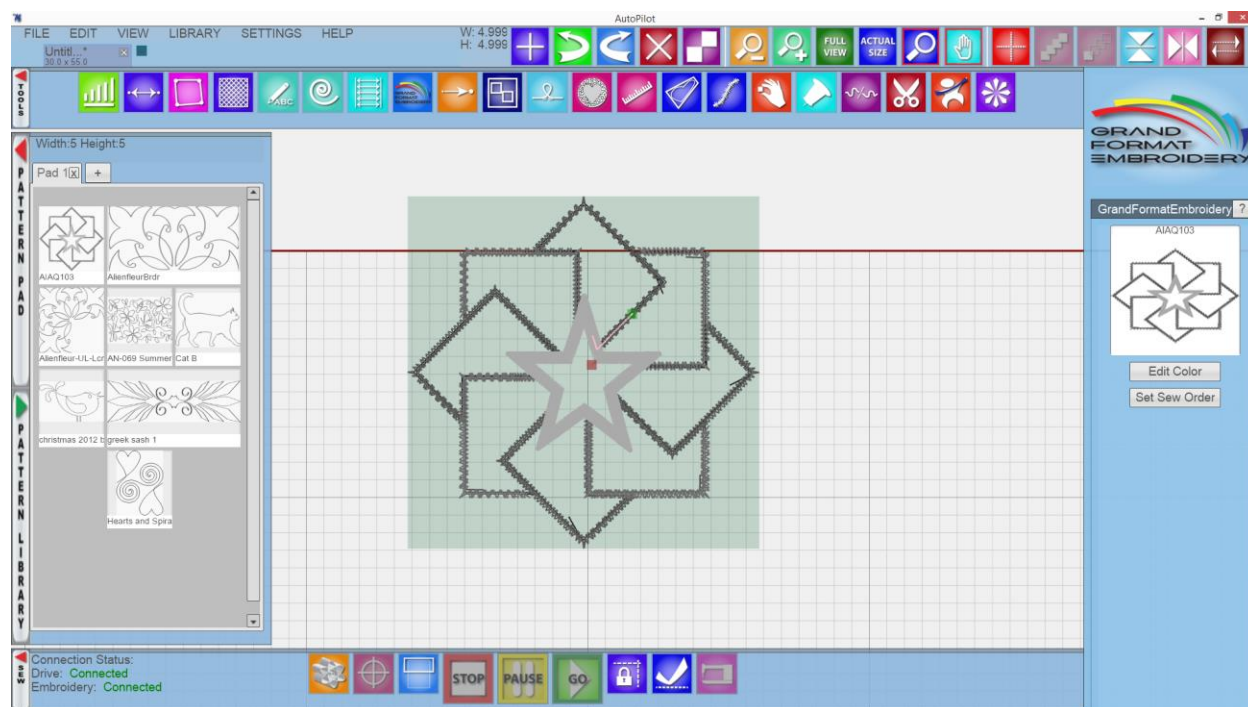 AutoPilot
FILE EDIT VIEW LIBRARY SETTINGS HELP
W: 4.999
H: 4.999
Untitl...*
30.0 x 55.0
FULL VIEW
ACTUAL SIZE
TOOLS
ABC
GRAND
FORMAT
EMBROIDERY
Width:5 Height:5
Pad 1 x +
PATTERN PAD
AIAQ103
AlienfleurBrdr
Alienfleur-UL-Lcr
AN-069 Summer
Cat B
christmas 2012 b
greek sash 1
Hearts and Spira
PATTERN LIBRARY
GrandFormatEmbroidery ?
AIAQ103
Edit Color
Set Sew Order
SEW
Connection Status:
Drive: Connected
Embroidery: Connected
STOP
PAUSE
GO